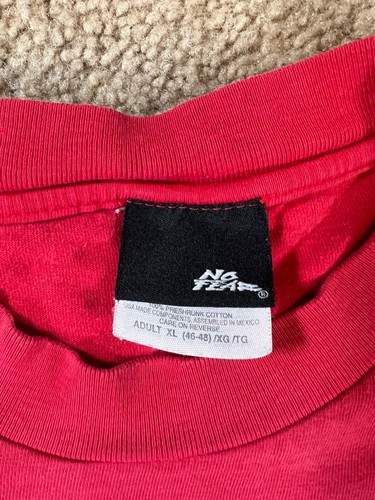 NO
FEAR®
100% PRESHRUNK COTTON
USA MADE COMPONENTS, ASSEMBLED IN MEXICO
CARE ON REVERSE
ADULT XL (46-48) /XG /TG